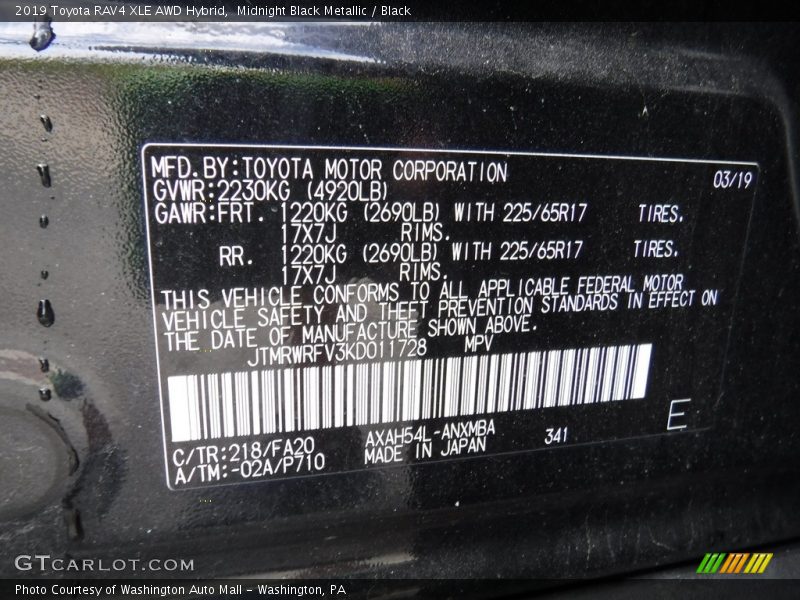 2019 Toyota RAV4 XLE AWD Hybrid, Midnight Black Metallic / Black
MFD.BY:TOYOTA MOTOR CORPORATION 03/19
GVWR:2230KG (4920LB)
GAWR:FRT. 1220KG (2690LB) WITH 225/65R17 TIRES.
17X7J RIMS.
RR. 1220KG (2690LB) WITH 225/65R17 TIRES.
17X7J RIMS.
THIS VEHICLE CONFORMS TO ALL APPLICABLE FEDERAL MOTOR
VEHICLE SAFETY AND THEFT PREVENTION STANDARDS IN EFFECT ON
THE DATE OF MANUFACTURE SHOWN ABOVE.
JTMRWRFV3KD011728 MPV
C/TR:218/FA20 AXAH54L-ANXMBA 341 E
A/TM:-02A/P710 MADE IN JAPAN
GTCARLOT.COM
Photo Courtesy of Washington Auto Mall - Washington, PA